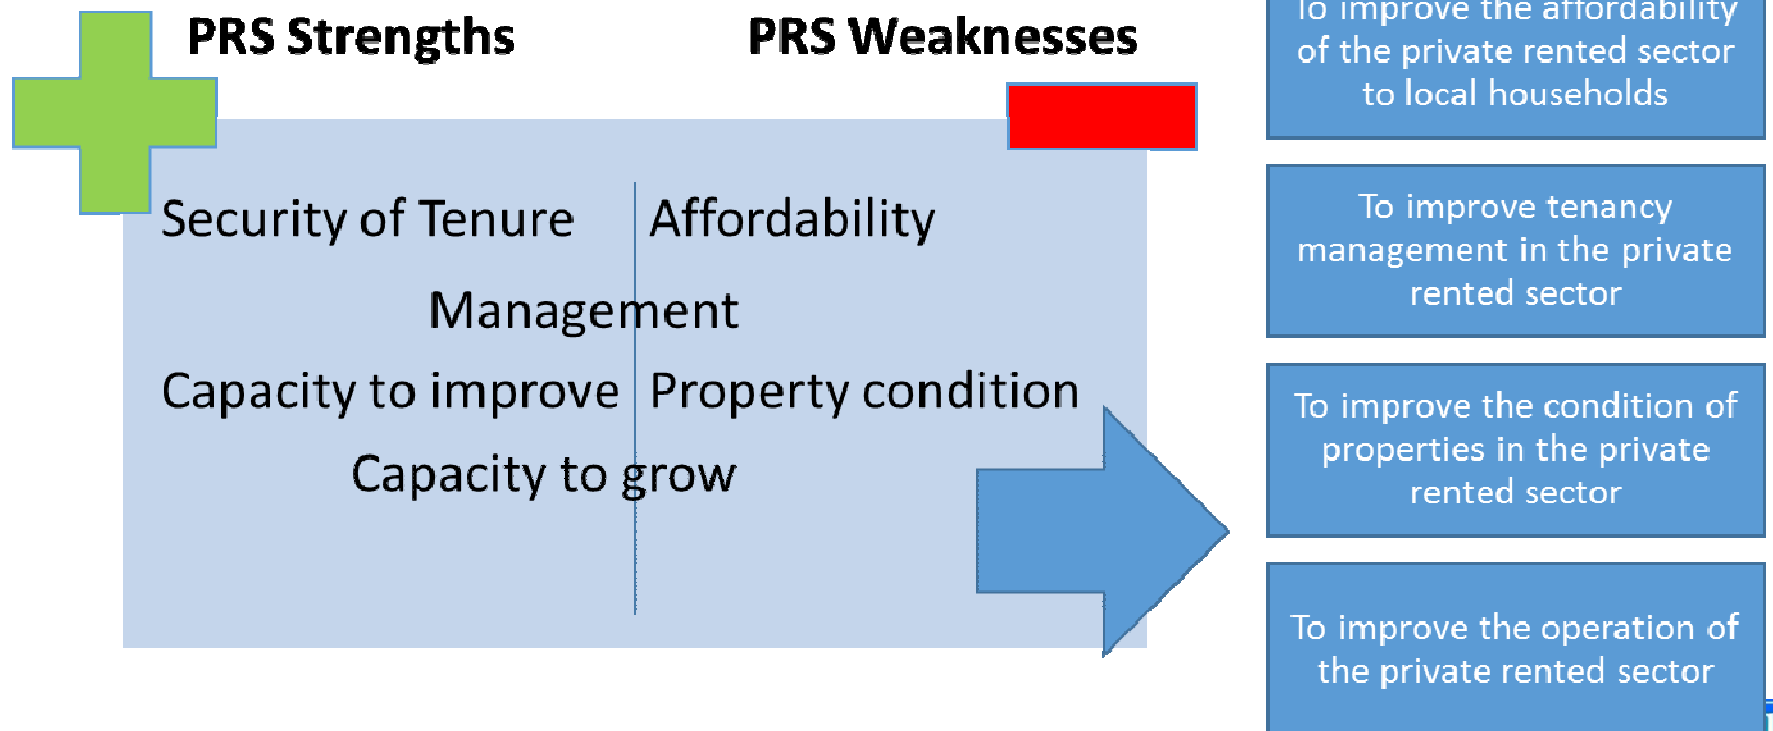 PRS Strengths
PRS Weaknesses
Security of Tenure
Affordability
Management
Capacity to improve
Property condition
Capacity to grow
To improve the affordability
of the private rented sector
to local households
To improve tenancy
management in the private
rented sector
To improve the condition of
properties in the private
rented sector
To improve the operation of
the private rented sector